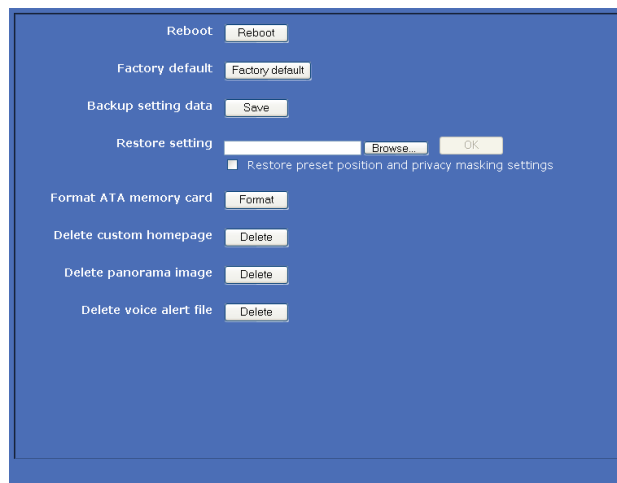 Reboot Reboot
Factory default Factory default
Backup setting data Save
Restore setting Browse... OK
Restore preset position and privacy masking settings
Format ATA memory card Format
Delete custom homepage Delete
Delete panorama image Delete
Delete voice alert file Delete